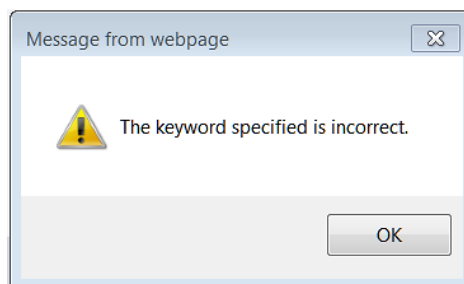 Message from webpage
The keyword specified is incorrect.
OK